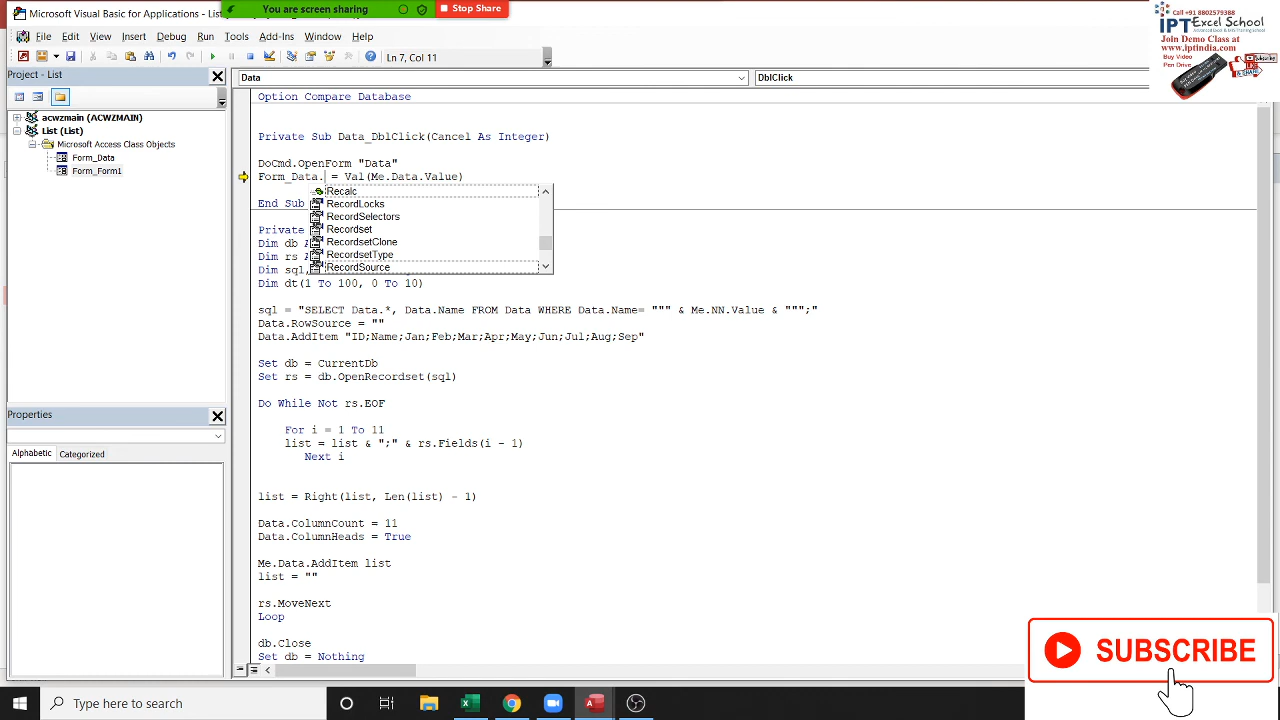 You are screen sharing
Stop Share
Microsoft Visual Basic for Applications - List
File Edit View Insert Debug Run Tools Add-Ins Window Help
Ln 7, Col 11
Call +91 8802579388
IPT Excel School
Join Demo Class at
www.iptindia.com
Buy Video
Pen Drive
Project - List
acwzmain (ACWZMAIN)
List (List)
Microsoft Access Class Objects
Form_Data
Form_Form1
Properties
Alphabetic Categorized
Data DblClick
Option Compare Database
Private Sub Data_DblClick(Cancel As Integer)
DoCmd.OpenForm "Data"
Form_Data. = Val(Me.Data.Value)
Recalc
RecordLocks
End Sub
RecordSelectors
Private
Recordset
Dim db
RecordsetClone
Dim rs
RecordsetType
Dim sql,
RecordSource
Dim dt(1 To 100, 0 To 10)
sql = "SELECT Data.*, Data.Name FROM Data WHERE Data.Name= """ & Me.NN.Value & """;"
Data.RowSource = ""
Data.AddItem "ID;Name;Jan;Feb;Mar;Apr;May;Jun;Jul;Aug;Sep"
Set db = CurrentDb
Set rs = db.OpenRecordset(sql)
Do While Not rs.EOF
For i = 1 To 11
list = list & ";" & rs.Fields(i - 1)
Next i
list = Right(list, Len(list) - 1)
Data.ColumnCount = 11
Data.ColumnHeads = True
Me.Data.AddItem list
list = ""
rs.MoveNext
Loop
db.Close
Set db = Nothing
SUBSCRIBE
Type here to search